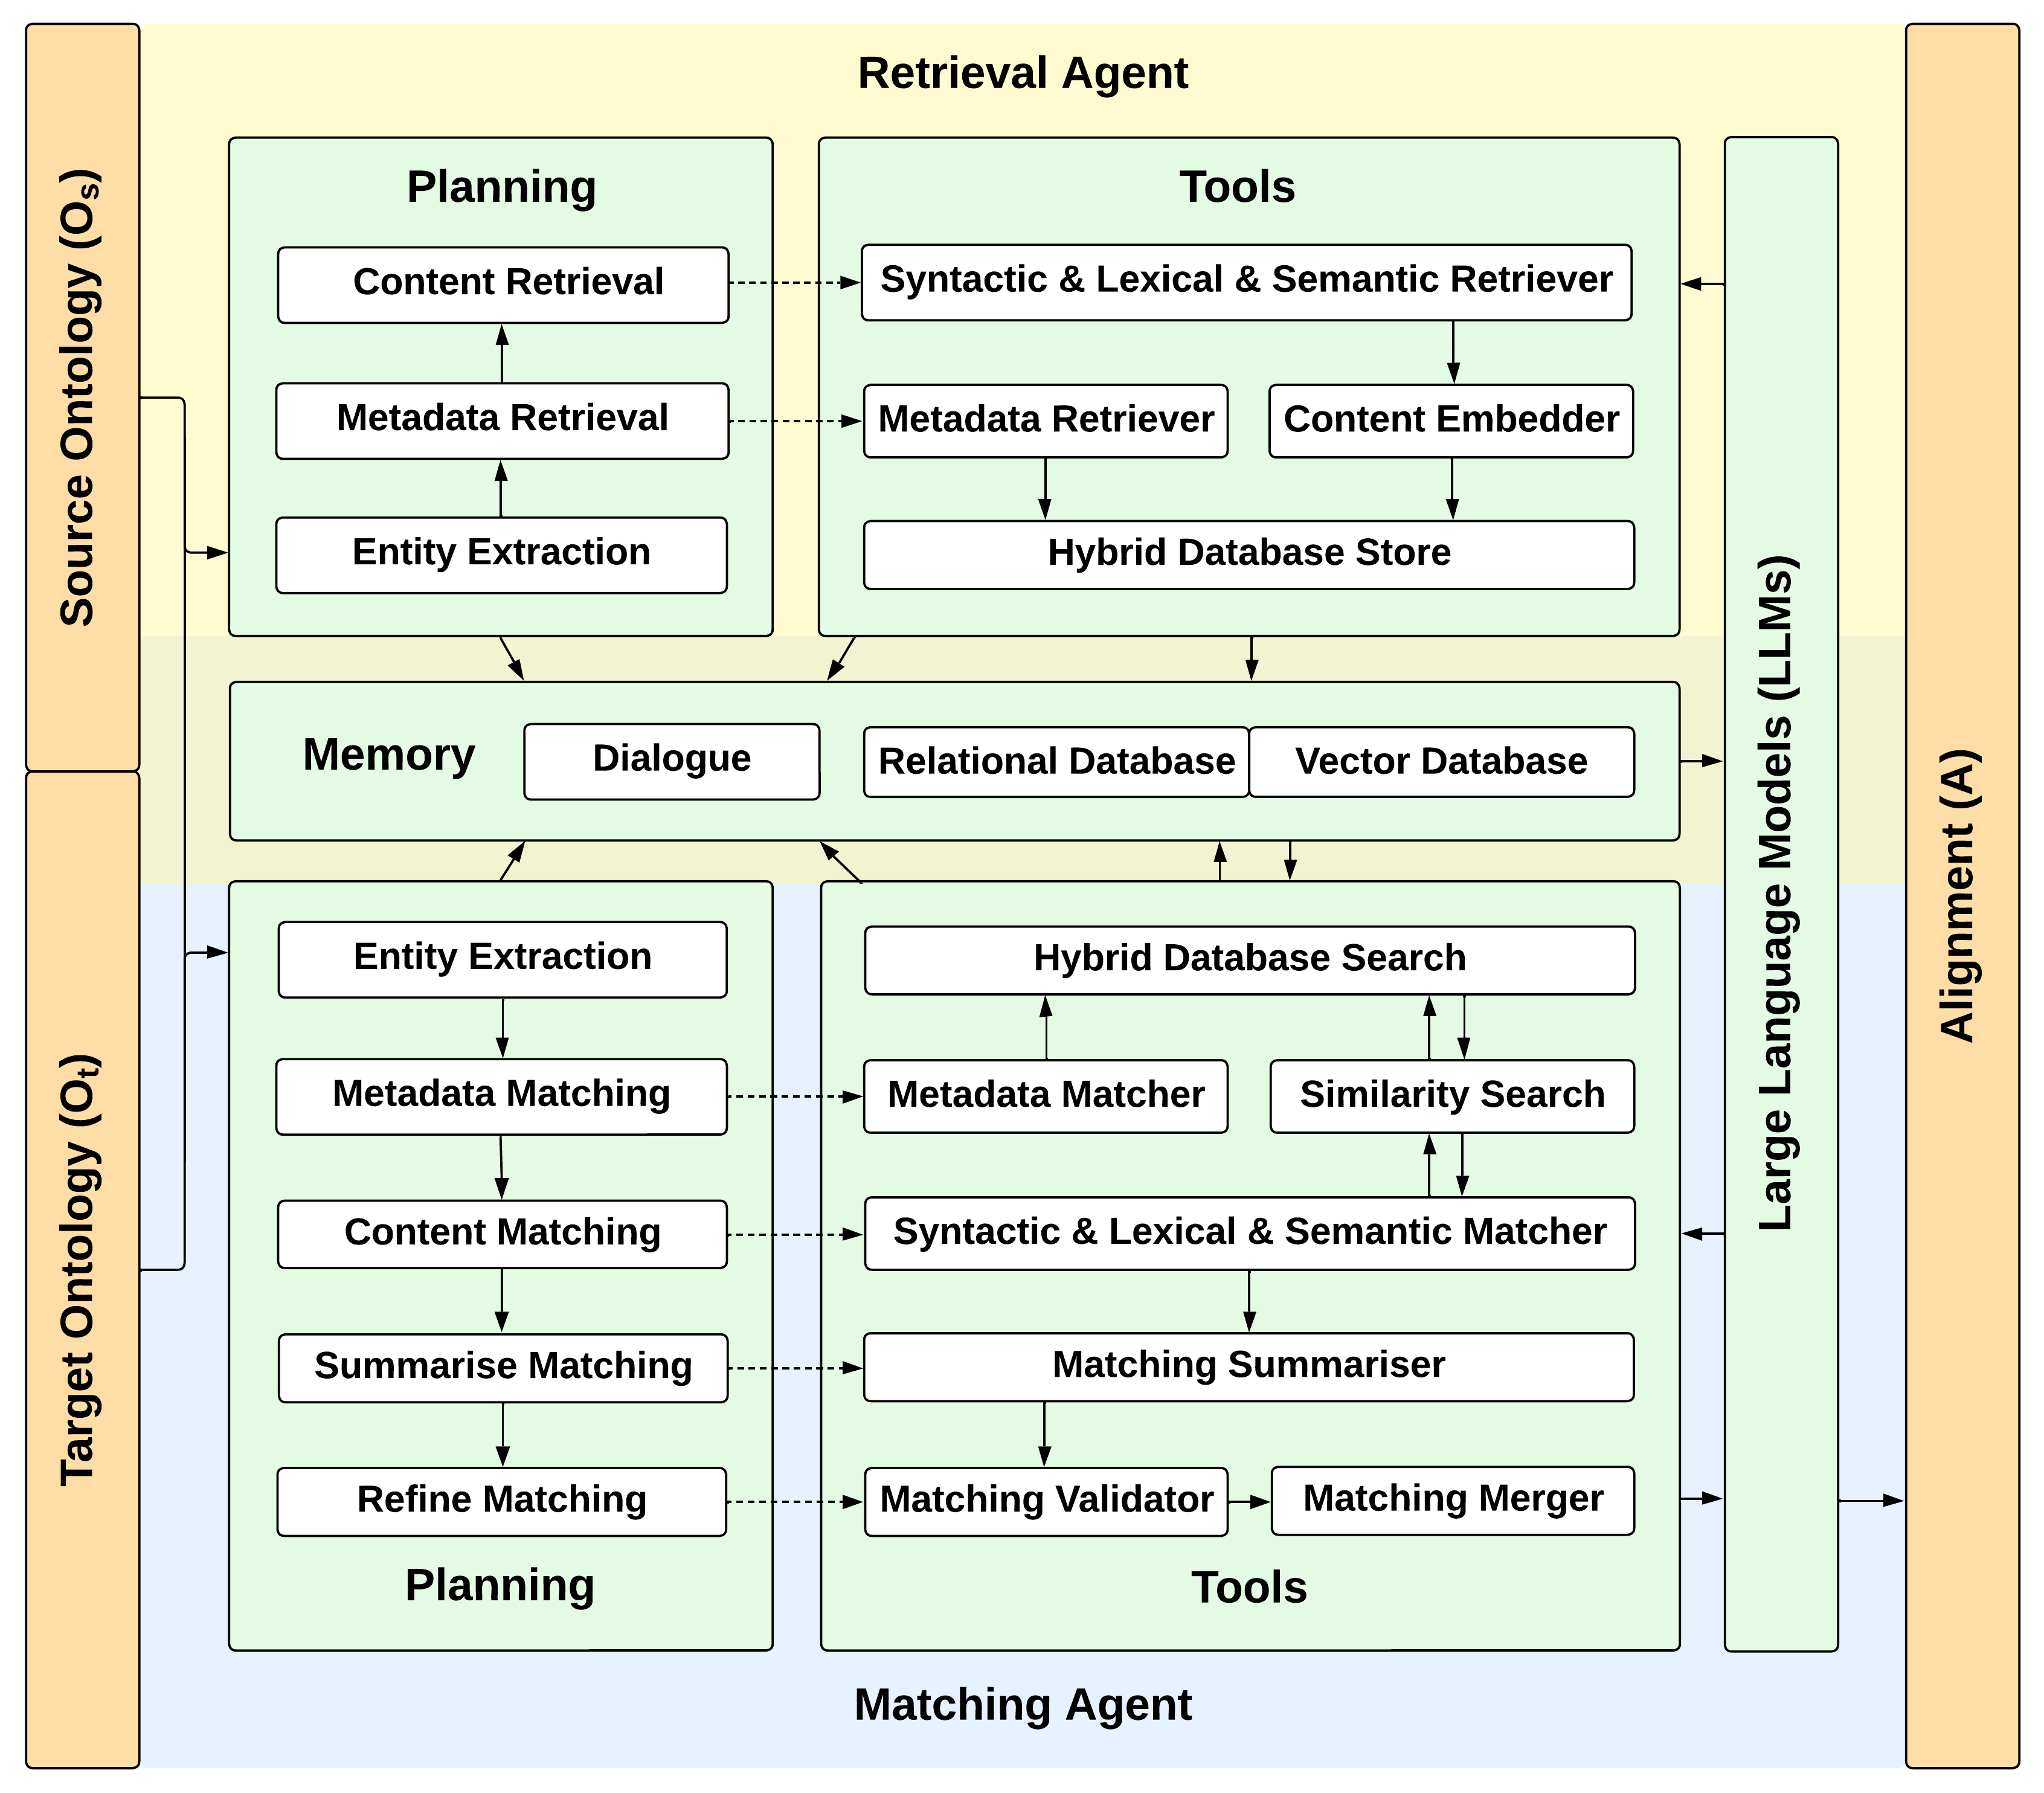 Retrieval Agent
Source Ontology (Os)
Target Ontology (Ot)
Planning
Content Retrieval
Metadata Retrieval
Entity Extraction
Tools
Syntactic & Lexical & Semantic Retriever
Metadata Retriever
Content Embedder
Hybrid Database Store
Memory
Dialogue
Relational Database
Vector Database
Entity Extraction
Metadata Matching
Content Matching
Summarise Matching
Refine Matching
Planning
Hybrid Database Search
Metadata Matcher
Similarity Search
Syntactic & Lexical & Semantic Matcher
Matching Summariser
Matching Validator
Matching Merger
Tools
Large Language Models (LLMs)
Alignment (A)
Matching Agent